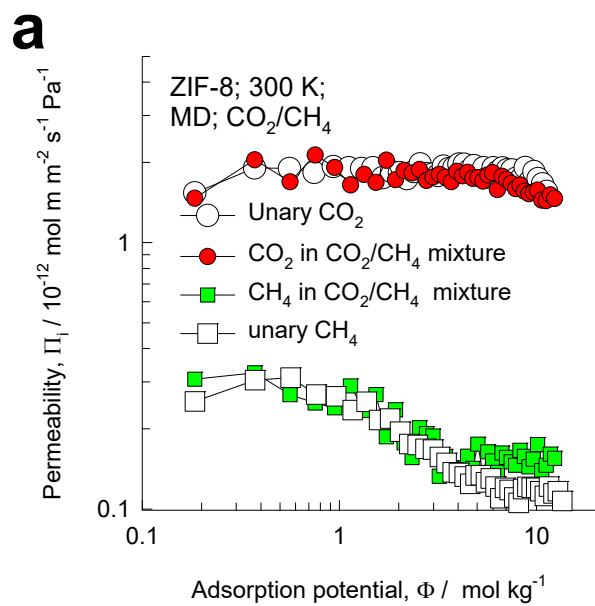 a
ZIF-8; 300 K;
MD; CO₂/CH₄
Unary CO₂
CO₂ in CO₂/CH₄ mixture
CH₄ in CO₂/CH₄ mixture
unary CH₄
Permeability, Πᵢ / 10⁻¹² mol m m⁻² s⁻¹ Pa⁻¹
1
0.1
0.1
1
10
Adsorption potential, Φ / mol kg⁻¹